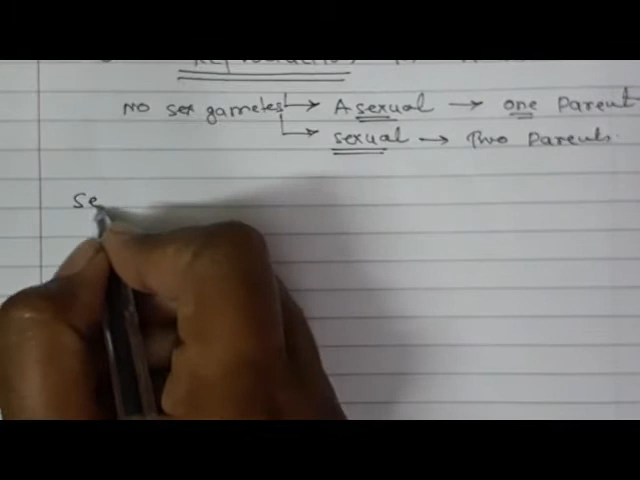 No sex gametes → Asexual → one Parent
→ sexual → Two Parents.
Se